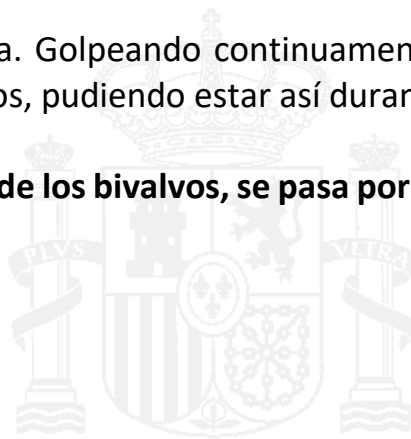 a. Golpeando continuamen
os, pudiendo estar así duran
de los bivalvos, se pasa por
PLVS
VLTRA